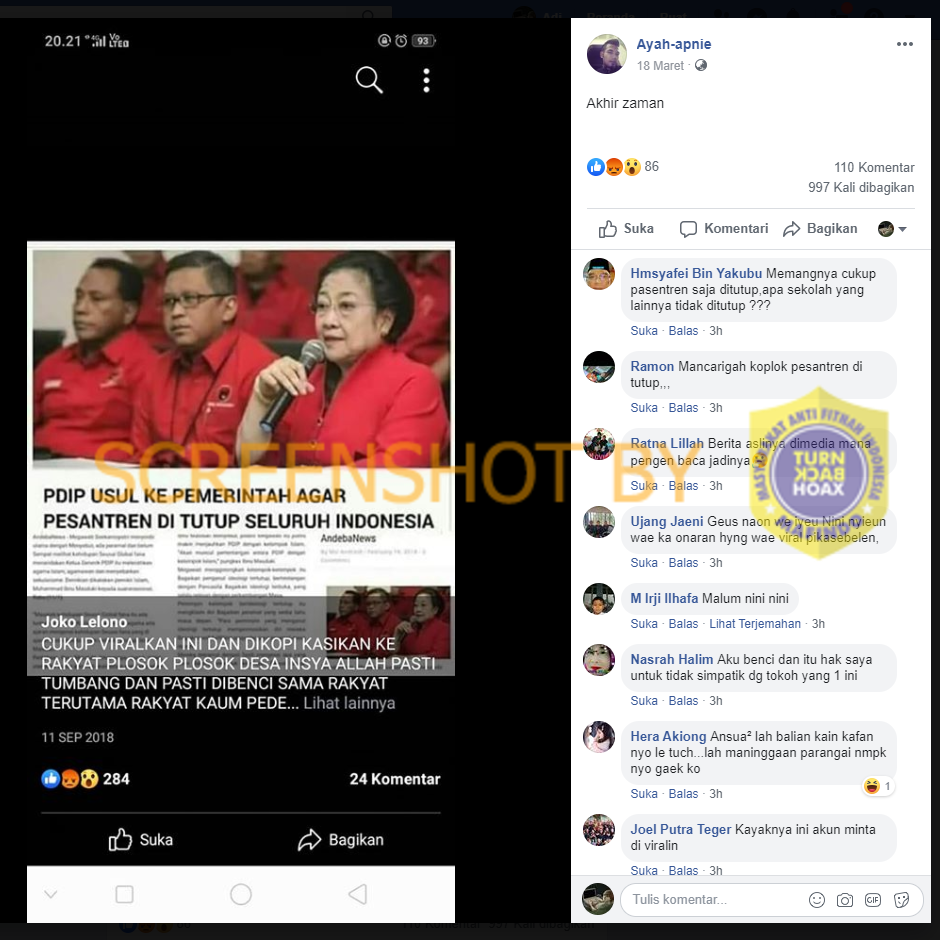 20.21
93
PDIP USUL KE PEMERINTAH AGAR
PESANTREN DI TUTUP SELURUH INDONESIA
AndebaNews
Joko Lelono
CUKUP VIRALKAN INI DAN DIKOPI KASIKAN KE
RAKYAT PLOSOK PLOSOK DESA INSYA ALLAH PASTI
TUMBANG DAN PASTI DIBENCI SAMA RAKYAT
TERUTAMA RAKYAT KAUM PEDE... Lihat lainnya
11 SEP 2018
284
24 Komentar
Suka
Bagikan
SCREENSHOT BY
MASYARAKAT ANTI FITNAH INDONESIA
TURN
BACK
HOAX
MAFINDO
Ayah-apnie
18 Maret ·
Akhir zaman
86
110 Komentar
997 Kali dibagikan
Suka Komentari Bagikan
Hmsyafei Bin Yakubu Memangnya cukup
pasentren saja ditutup,apa sekolah yang
lainnya tidak ditutup ???
Suka · Balas · 3h
Ramon Mancarigah koplok pesantren di
tutup,,,
Suka · Balas · 3h
Ratna Lillah Berita aslinya dimedia mana
pengen baca jadinya
Suka · Balas · 3h
Ujang Jaeni Geus naon we iyeu Nini nyieun
wae ka onaran hyng wae viral pikasebelen,
Suka · Balas · 3h
M Irji Ilhafa Malum nini nini
Suka · Balas · Lihat Terjemahan · 3h
Nasrah Halim Aku benci dan itu hak saya
untuk tidak simpatik dg tokoh yang 1 ini
Suka · Balas · 3h
Hera Akiong Ansua² lah balian kain kafan
nyo le tuch...lah maninggaan parangai nmpk
nyo gaek ko
1
Suka · Balas · 3h
Joel Putra Teger Kayaknya ini akun minta
di viralin
Suka · Balas · 3h
Tulis komentar...
GIF